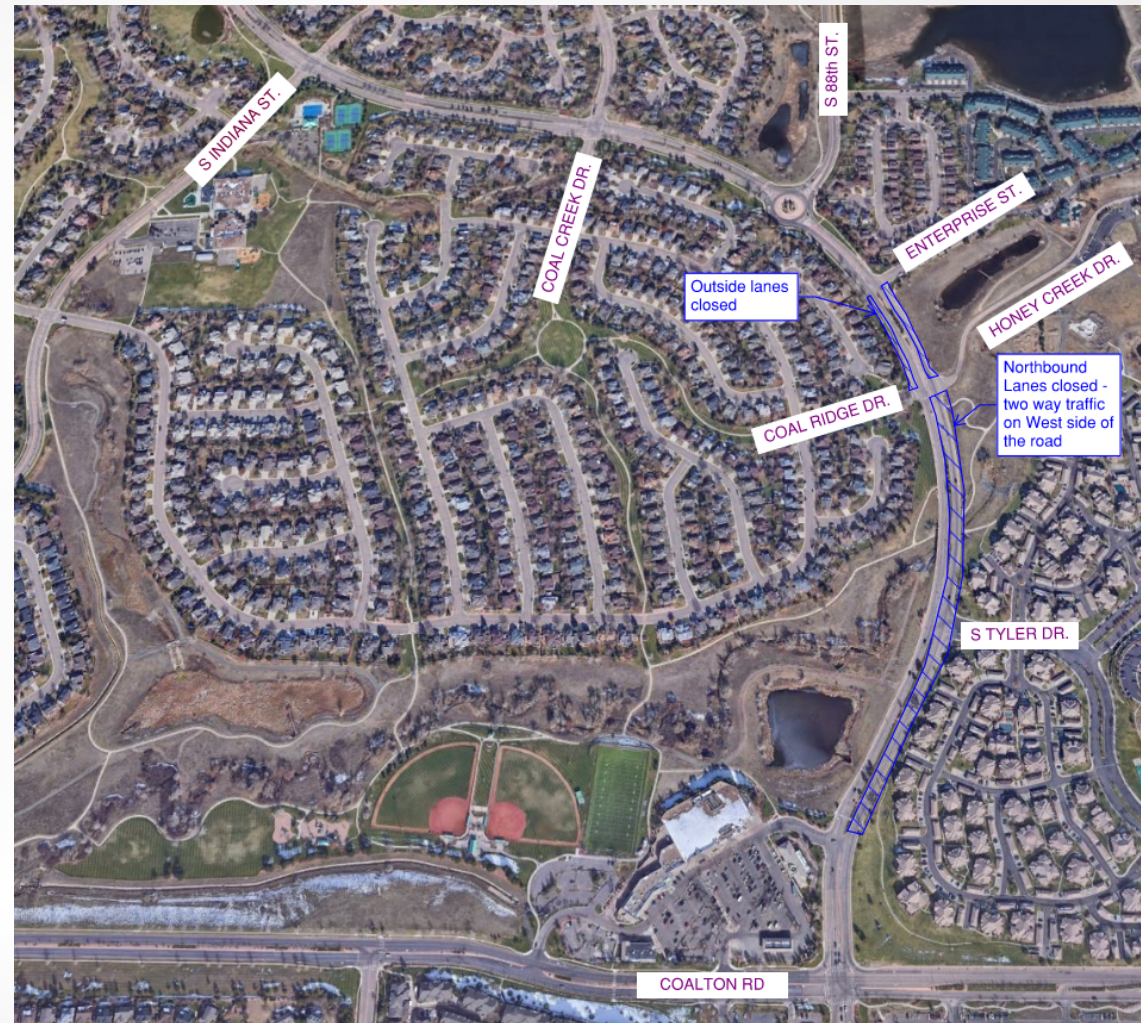 S 88th ST.
S INDIANA ST.
COAL CREEK DR.
ENTERPRISE ST.
HONEY CREEK DR.
Outside lanes
closed
Northbound
Lanes closed -
two way traffic
on West side of
the road
COAL RIDGE DR.
S TYLER DR.
COALTON RD